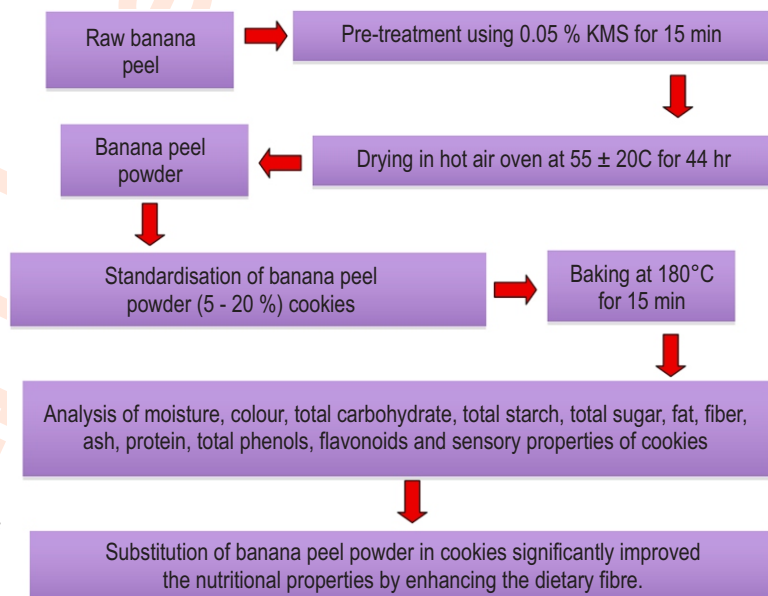 Raw banana
peel
Pre-treatment using 0.05 % KMS for 15 min
Drying in hot air oven at 55 ± 20C for 44 hr
Banana peel
powder
Standardisation of banana peel
powder (5 - 20 %) cookies
Baking at 180°C
for 15 min
Analysis of moisture, colour, total carbohydrate, total starch, total sugar, fat, fiber,
ash, protein, total phenols, flavonoids and sensory properties of cookies
Substitution of banana peel powder in cookies significantly improved
the nutritional properties by enhancing the dietary fibre.